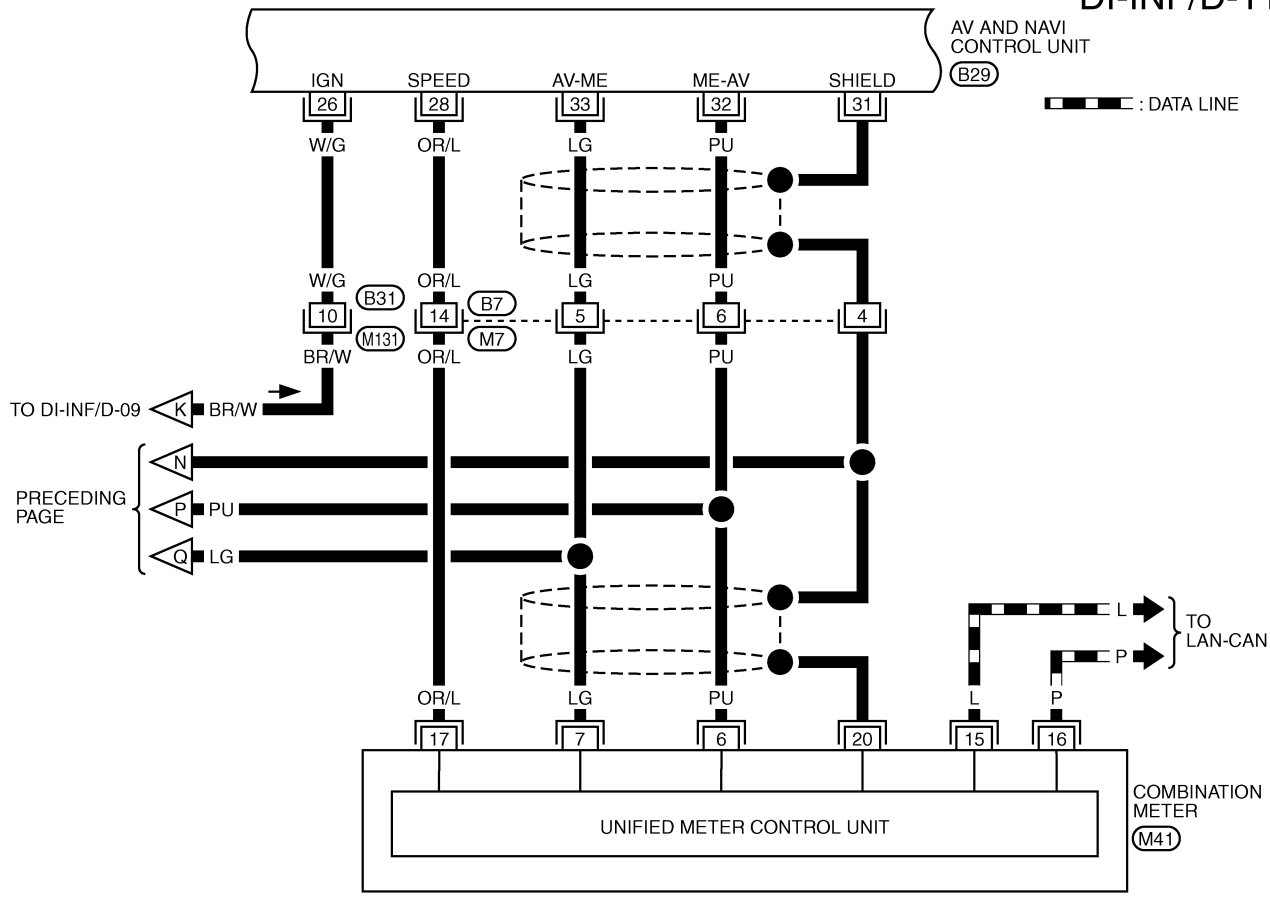 AV AND NAVI
CONTROL UNIT
B29
IGN SPEED AV-ME ME-AV SHIELD
26 28 33 32 31
: DATA LINE
W/G OR/L LG PU
W/G OR/L LG PU
B31 B7
10 14 5 6 4
M131 M7
BR/W OR/L LG PU
TO DI-INF/D-09 K BR/W
N
PRECEDING
PAGE
P PU
Q LG
L
TO
LAN-CAN
P
OR/L LG PU L P
17 7 6 20 15 16
COMBINATION
METER
M41
UNIFIED METER CONTROL UNIT